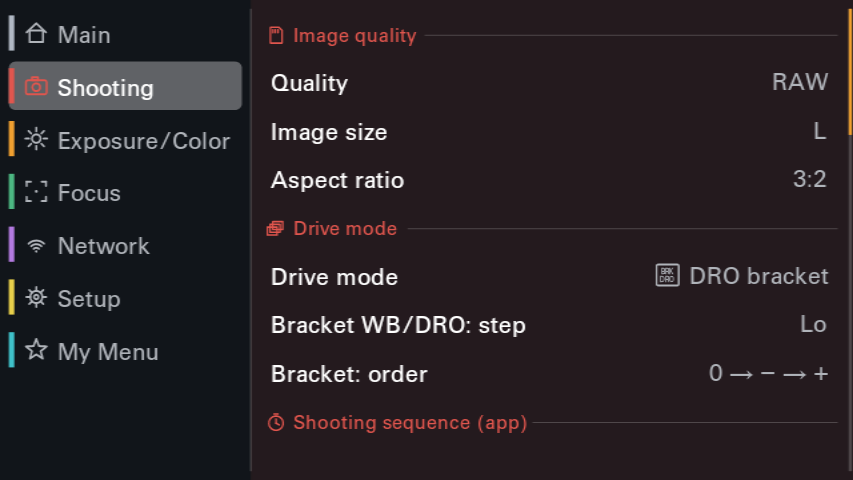 Main
Shooting
Exposure/Color
Focus
Network
Setup
My Menu
Image quality
Quality RAW
Image size L
Aspect ratio 3:2
Drive mode
Drive mode BRK DRO DRO bracket
Bracket WB/DRO: step Lo
Bracket: order 0 → − → +
Shooting sequence (app)